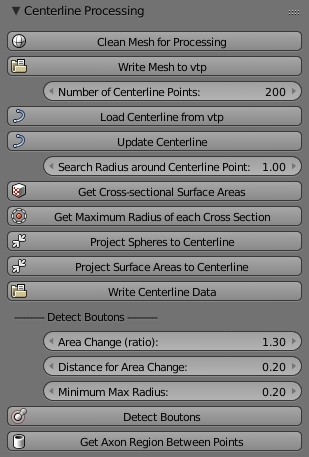 Centerline Processing
Clean Mesh for Processing
Write Mesh to vtp
Number of Centerline Points: 200
Load Centerline from vtp
Update Centerline
Search Radius around Centerline Point: 1.00
Get Cross-sectional Surface Areas
Get Maximum Radius of each Cross Section
Project Spheres to Centerline
Project Surface Areas to Centerline
Write Centerline Data
---------- Detect Boutons ----------
Area Change (ratio): 1.30
Distance for Area Change: 0.20
Minimum Max Radius: 0.20
Detect Boutons
Get Axon Region Between Points